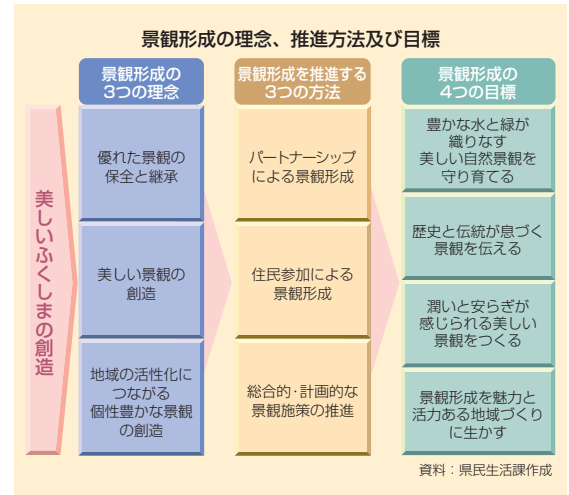 景観形成の理念、推進方法及び目標
美しいふくしまの創造
景観形成の
3つの理念
優れた景観の
保全と継承
美しい景観の
創造
地域の活性化に
つながる
個性豊かな景観
の創造
景観形成を推進する
3つの方法
パートナーシップ
による景観形成
住民参加による
景観形成
総合的・計画的な
景観施策の推進
景観形成の
4つの目標
豊かな水と緑が
織りなす
美しい自然景観を
守り育てる
歴史と伝統が息づく
景観を伝える
潤いと安らぎが
感じられる美しい
景観をつくる
景観形成を魅力と
活力ある地域づくり
に生かす
資料：県民生活課作成